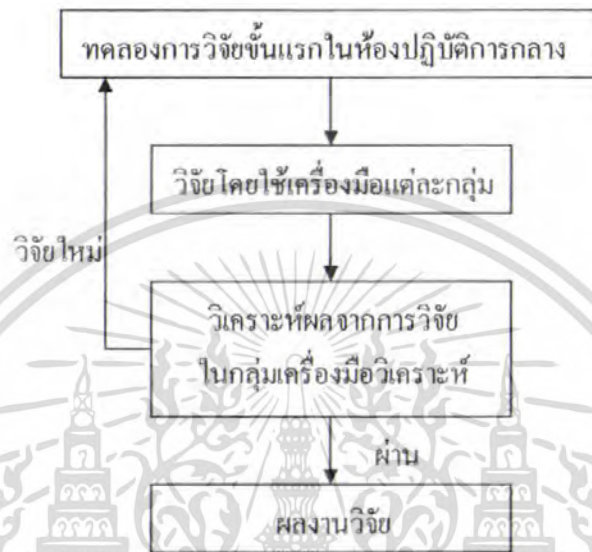 ทดลองการวิจัยขั้นแรกในห้องปฏิบัติการกลาง
วิจัยโดยใช้เครื่องมือแต่ละกลุ่ม
วิจัยใหม่
วิเคราะห์ผลจากการวิจัย
ในกลุ่มเครื่องมือวิเคราะห์
ผ่าน
ผลงานวิจัย